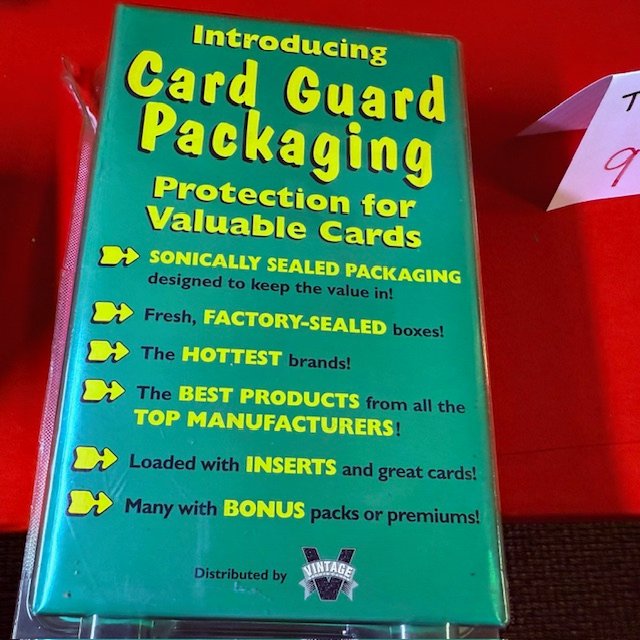 Introducing
Card Guard
Packaging
Protection for
Valuable Cards
SONICALLY SEALED PACKAGING
designed to keep the value in!
Fresh, FACTORY-SEALED boxes!
The HOTTEST brands!
The BEST PRODUCTS from all the
TOP MANUFACTURERS!
Loaded with INSERTS and great cards!
Many with BONUS packs or premiums!
Distributed by
V
VINTAGE
T
9